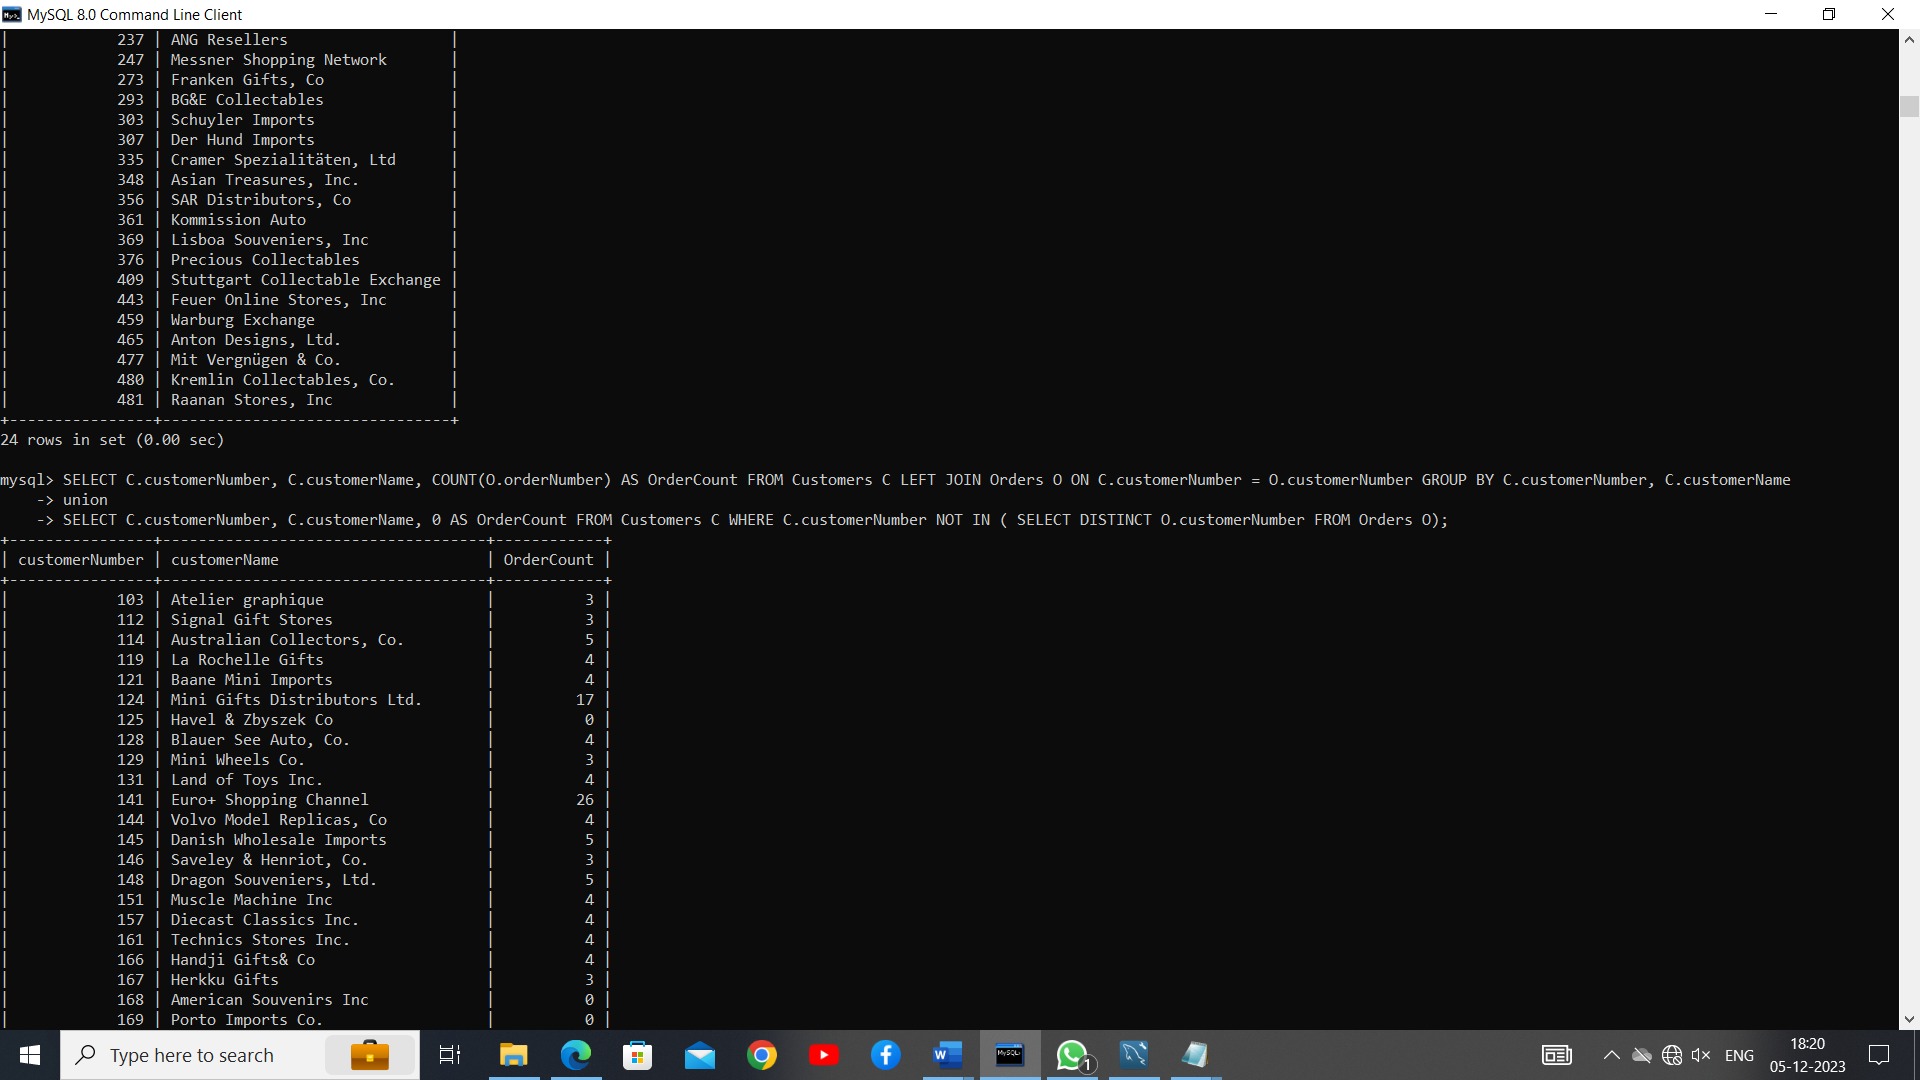 MySQL 8.0 Command Line Client
|             237 | ANG Resellers                  |
|             247 | Messner Shopping Network       |
|             273 | Franken Gifts, Co              |
|             293 | BG&E Collectables              |
|             303 | Schuyler Imports               |
|             307 | Der Hund Imports               |
|             335 | Cramer Spezialitäten, Ltd      |
|             348 | Asian Treasures, Inc.          |
|             356 | SAR Distributors, Co           |
|             361 | Kommission Auto                |
|             369 | Lisboa Souveniers, Inc         |
|             376 | Precious Collectables          |
|             409 | Stuttgart Collectable Exchange |
|             443 | Feuer Online Stores, Inc       |
|             459 | Warburg Exchange               |
|             465 | Anton Designs, Ltd.            |
|             477 | Mit Vergnügen & Co.            |
|             480 | Kremlin Collectables, Co.      |
|             481 | Raanan Stores, Inc             |
+----------------+--------------------------------+
24 rows in set (0.00 sec)
mysql> SELECT C.customerNumber, C.customerName, COUNT(O.orderNumber) AS OrderCount FROM Customers C LEFT JOIN Orders O ON C.customerNumber = O.customerNumber GROUP BY C.customerNumber, C.customerName
    -> union
    -> SELECT C.customerNumber, C.customerName, 0 AS OrderCount FROM Customers C WHERE C.customerNumber NOT IN ( SELECT DISTINCT O.customerNumber FROM Orders O);
+----------------+------------------------------------+------------+
| customerNumber | customerName                       | OrderCount |
+----------------+------------------------------------+------------+
|            103 | Atelier graphique                  |          3 |
|            112 | Signal Gift Stores                 |          3 |
|            114 | Australian Collectors, Co.         |          5 |
|            119 | La Rochelle Gifts                  |          4 |
|            121 | Baane Mini Imports                 |          4 |
|            124 | Mini Gifts Distributors Ltd.       |         17 |
|            125 | Havel & Zbyszek Co                 |          0 |
|            128 | Blauer See Auto, Co.               |          4 |
|            129 | Mini Wheels Co.                    |          3 |
|            131 | Land of Toys Inc.                  |          4 |
|            141 | Euro+ Shopping Channel             |         26 |
|            144 | Volvo Model Replicas, Co           |          4 |
|            145 | Danish Wholesale Imports           |          5 |
|            146 | Saveley & Henriot, Co.             |          3 |
|            148 | Dragon Souveniers, Ltd.            |          5 |
|            151 | Muscle Machine Inc                 |          4 |
|            157 | Diecast Classics Inc.              |          4 |
|            161 | Technics Stores Inc.               |          4 |
|            166 | Handji Gifts& Co                   |          4 |
|            167 | Herkku Gifts                       |          3 |
|            168 | American Souvenirs Inc             |          0 |
|            169 | Porto Imports Co.                  |          0 |
Type here to search
MySQL
1
ENG
18:20
05-12-2023